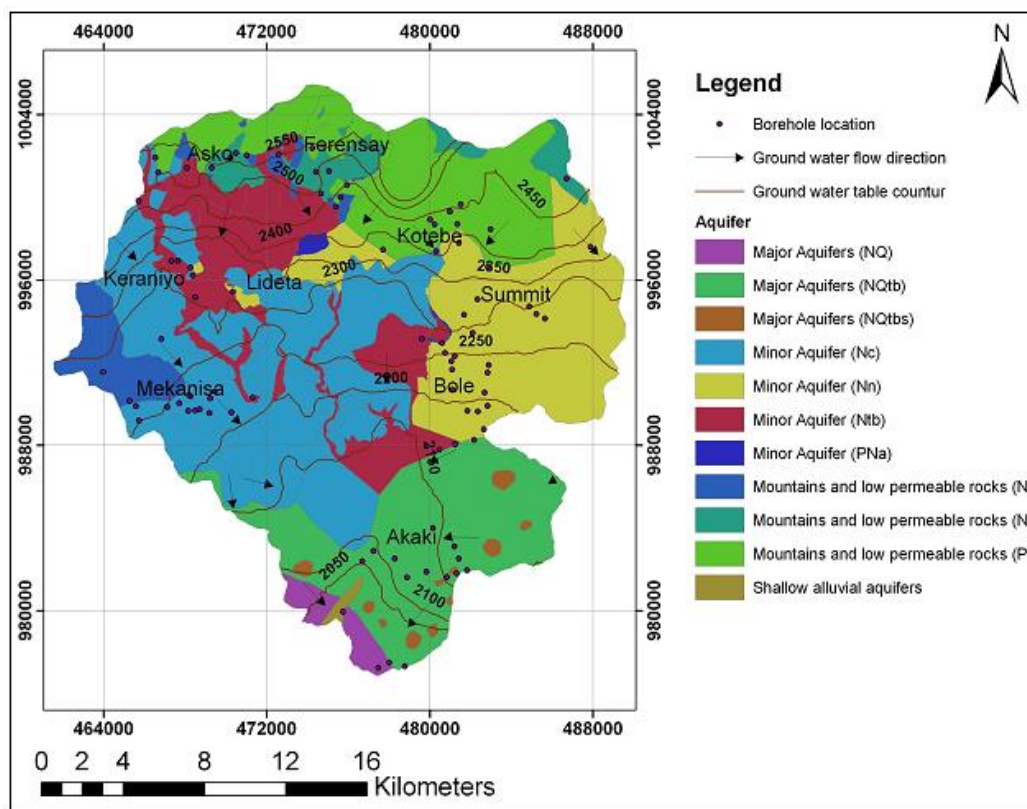 464000 472000 480000 488000
N
1004000
1004000
Legend
Borehole location
Ground water flow direction
Ground water table countur
Aquifer
Major Aquifers (NQ)
Major Aquifers (NQtb)
Major Aquifers (NQtbs)
Minor Aquifer (Nc)
Minor Aquifer (Nn)
Minor Aquifer (Ntb)
Minor Aquifer (PNa)
Mountains and low permeable rocks (N
Mountains and low permeable rocks (N
Mountains and low permeable rocks (P
Shallow alluvial aquifers
2550
Asko Ferensay
2500
2450
2400
Kotebe
996000
996000
2300
2350
Keraniyo Lideta
Summit
2250
2200
Mekanisa
Bole
988000
988000
2150
Akaki
2050
2100
980000
980000
464000 472000 480000 488000
0 2 4 8 12 16
Kilometers